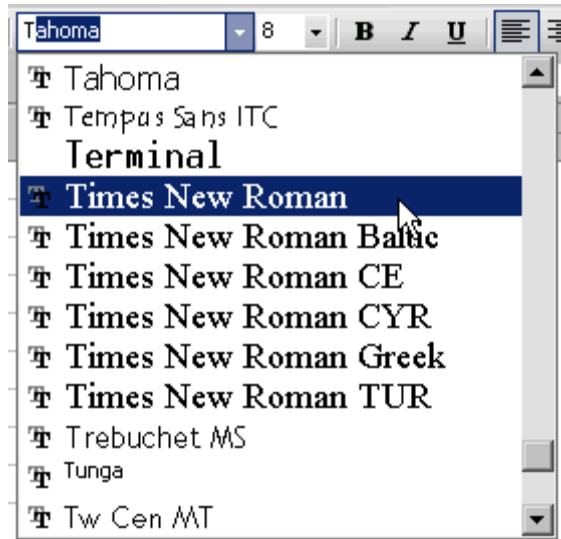 Tahoma 8 B I U
Tahoma
Tempus Sans ITC
Terminal
Times New Roman
Times New Roman Baltic
Times New Roman CE
Times New Roman CYR
Times New Roman Greek
Times New Roman TUR
Trebuchet MS
Tunga
Tw Cen MT